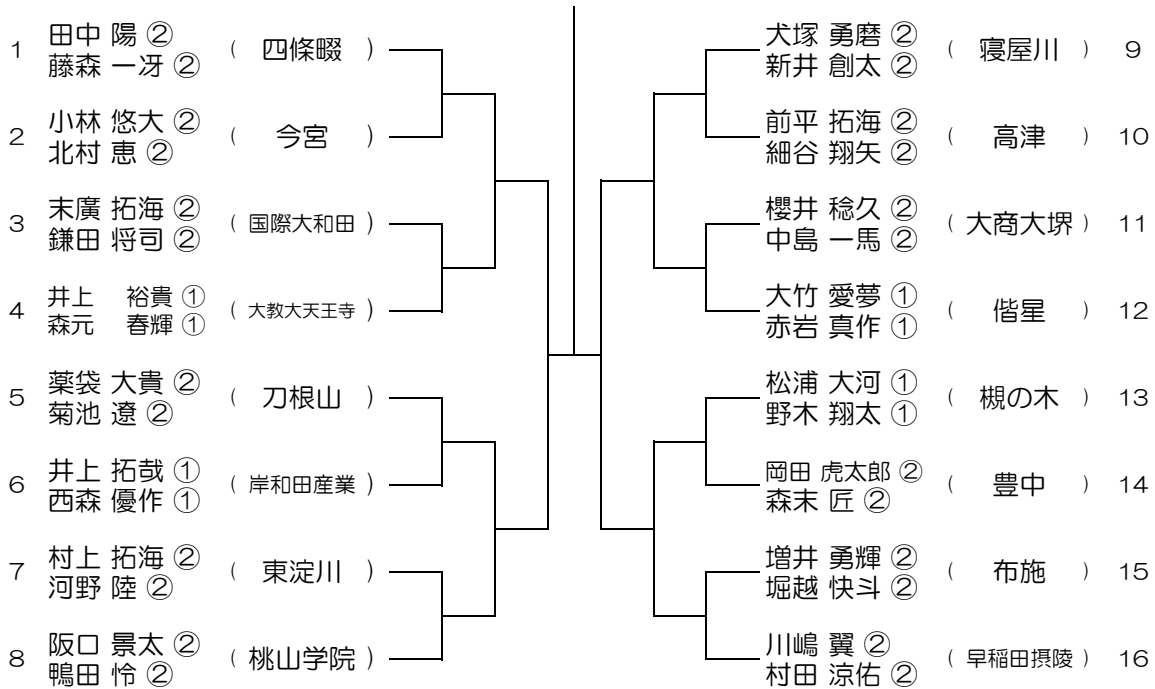 1 田中 陽 ② ( 四條畷 )
藤森 一冴 ②
2 小林 悠大 ② ( 今宮 )
北村 恵 ②
3 末廣 拓海 ② ( 国際大和田 )
鎌田 将司 ②
4 井上 裕貴 ① ( 大教大天王寺 )
森元 春輝 ①
5 薬袋 大貴 ② ( 刀根山 )
菊池 遼 ②
6 井上 拓哉 ① ( 岸和田産業 )
西森 優作 ①
7 村上 拓海 ② ( 東淀川 )
河野 陸 ②
8 阪口 景太 ② ( 桃山学院 )
鴨田 怜 ②
犬塚 勇磨 ② ( 寝屋川 ) 9
新井 創太 ②
前平 拓海 ② ( 高津 ) 10
細谷 翔矢 ②
櫻井 稔久 ② ( 大商大堺 ) 11
中島 一馬 ②
大竹 愛夢 ① ( 偕星 ) 12
赤岩 真作 ①
松浦 大河 ① ( 槻の木 ) 13
野木 翔太 ①
岡田 虎太郎 ② ( 豊中 ) 14
森末 匠 ②
増井 勇輝 ② ( 布施 ) 15
堀越 快斗 ②
川嶋 翼 ② ( 早稲田摂陵 ) 16
村田 涼佑 ②